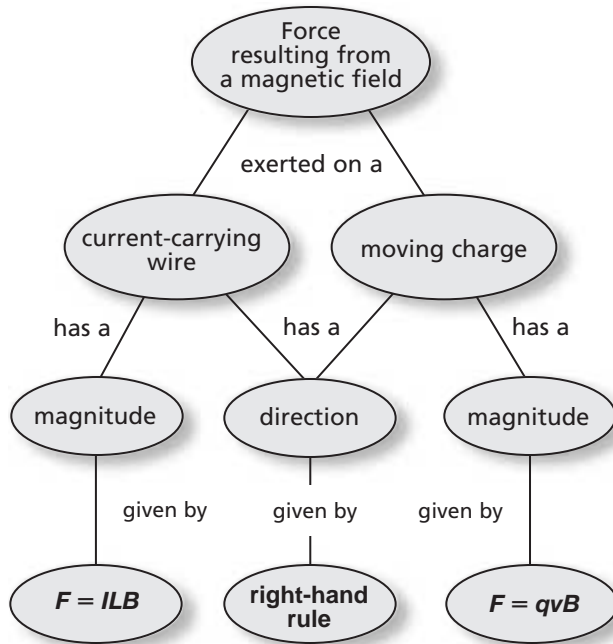 Force
resulting from
a magnetic field
exerted on a
current-carrying
wire
moving charge
has a
has a
has a
magnitude
direction
magnitude
given by
given by
given by
F = ILB
right-hand
rule
F = qvB